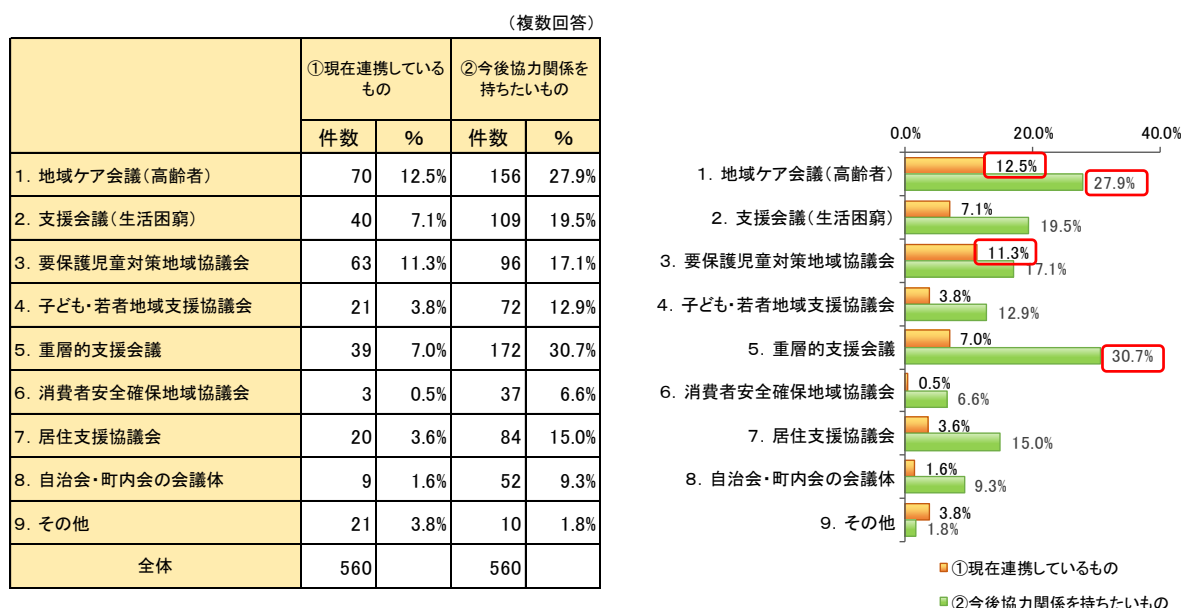 （複数回答）
①現在連携している
もの
②今後協力関係を
持ちたいもの
件数 % 件数 %
1．地域ケア会議（高齢者） 70 12.5% 156 27.9%
2．支援会議（生活困窮） 40 7.1% 109 19.5%
3．要保護児童対策地域協議会 63 11.3% 96 17.1%
4．子ども・若者地域支援協議会 21 3.8% 72 12.9%
5．重層的支援会議 39 7.0% 172 30.7%
6．消費者安全確保地域協議会 3 0.5% 37 6.6%
7．居住支援協議会 20 3.6% 84 15.0%
8．自治会・町内会の会議体 9 1.6% 52 9.3%
9．その他 21 3.8% 10 1.8%
全体 560 560
0.0% 20.0% 40.0%
1．地域ケア会議（高齢者） 12.5%
27.9%
2．支援会議（生活困窮） 7.1%
19.5%
3．要保護児童対策地域協議会 11.3%
17.1%
4．子ども・若者地域支援協議会 3.8%
12.9%
5．重層的支援会議 7.0%
30.7%
6．消費者安全確保地域協議会 0.5%
6.6%
7．居住支援協議会 3.6%
15.0%
8．自治会・町内会の会議体 1.6%
9.3%
9．その他 3.8%
1.8%
①現在連携しているもの
②今後協力関係を持ちたいもの